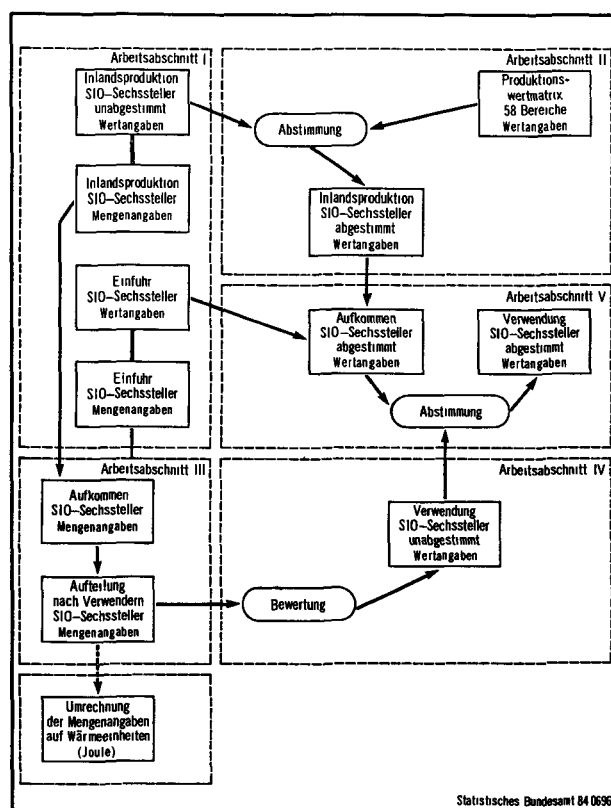 Arbeitsabschnitt I
Inlandsproduktion
SIO-Sechssteller
unabgestimmt
Wertangaben
Inlandsproduktion
SIO-Sechssteller
Mengenangaben
Einfuhr
SIO-Sechssteller
Wertangaben
Einfuhr
SIO-Sechssteller
Mengenangaben
Arbeitsabschnitt II
Produktions-
wertmatrix
58 Bereiche
Wertangaben
Abstimmung
Inlandsproduktion
SIO-Sechssteller
abgestimmt
Wertangaben
Arbeitsabschnitt V
Aufkommen
SIO-Sechssteller
abgestimmt
Wertangaben
Verwendung
SIO-Sechssteller
abgestimmt
Wertangaben
Abstimmung
Arbeitsabschnitt III
Aufkommen
SIO-Sechssteller
Mengenangaben
Aufteilung
nach Verwendern
SIO-Sechssteller
Mengenangaben
Arbeitsabschnitt IV
Verwendung
SIO-Sechssteller
unabgestimmt
Wertangaben
Bewertung
Umrechnung
der Mengenangaben
auf Wärmeeinheiten
(Joule)
Statistisches Bundesamt 84 0696